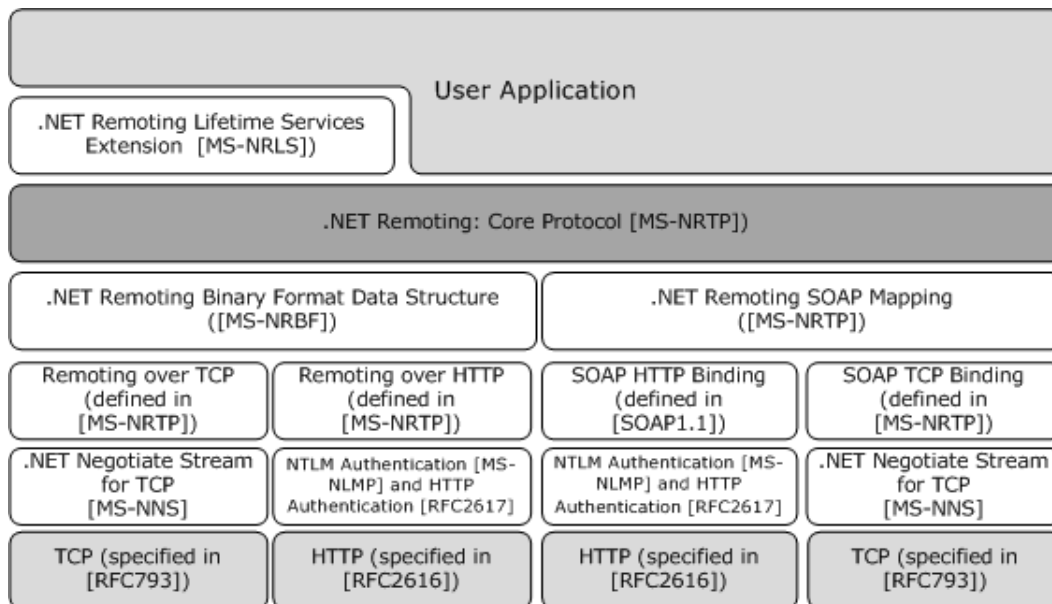 User Application
.NET Remoting Lifetime Services
Extension [MS-NRLS])
.NET Remoting: Core Protocol [MS-NRTP])
.NET Remoting Binary Format Data Structure
([MS-NRBF])
.NET Remoting SOAP Mapping
([MS-NRTP])
Remoting over TCP
(defined in
[MS-NRTP])
Remoting over HTTP
(defined in
[MS-NRTP])
SOAP HTTP Binding
(defined in
[SOAP1.1])
SOAP TCP Binding
(defined in
[MS-NRTP])
.NET Negotiate Stream
for TCP
[MS-NNS]
NTLM Authentication [MS-
NLMP] and HTTP
Authentication [RFC2617]
NTLM Authentication [MS-
NLMP] and HTTP
Authentication [RFC2617]
.NET Negotiate Stream
for TCP
[MS-NNS]
TCP (specified in
[RFC793])
HTTP (specified in
[RFC2616])
HTTP (specified in
[RFC2616])
TCP (specified in
[RFC793])